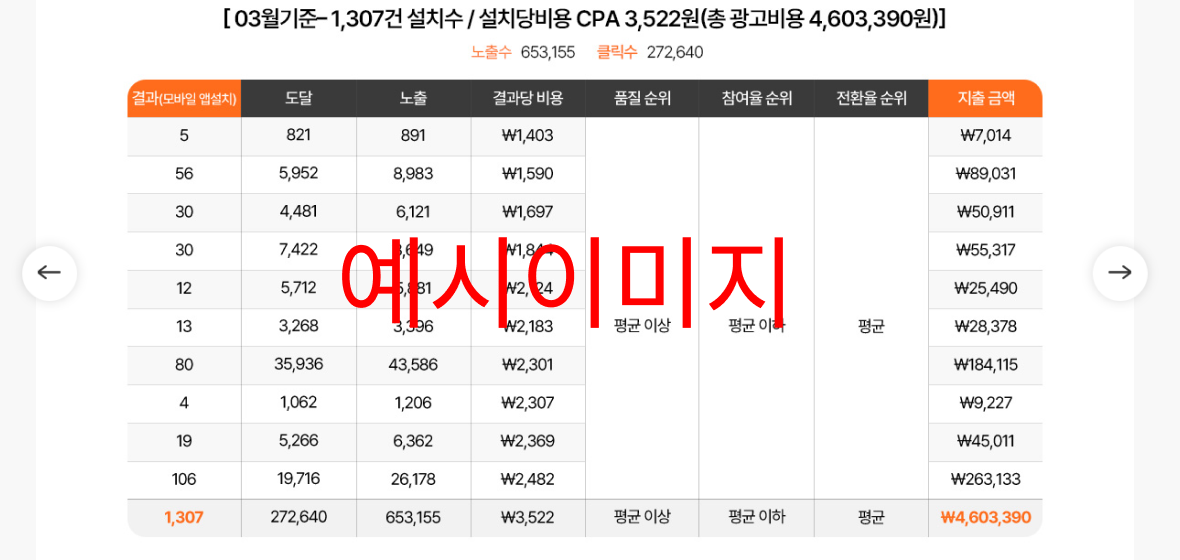 [ 03월기준- 1,307건 설치수 / 설치당비용 CPA 3,522원(총 광고비용 4,603,390원)]
노출수 653,155 클릭수 272,640
결과(모바일 앱설치) 도달 노출 결과당 비용 품질 순위 참여율 순위 전환율 순위 지출 금액
5 821 891 ₩1,403 ₩7,014
56 5,952 8,983 ₩1,590 ₩89,031
30 4,481 6,121 ₩1,697 ₩50,911
30 7,422 ₩55,317
예시이미지
12 5,712 ₩25,490
13 3,268 3,396 ₩2,183 평균 이상 평균 이하 평균 ₩28,378
80 35,936 43,586 ₩2,301 ₩184,115
4 1,062 1,206 ₩2,307 ₩9,227
19 5,266 6,362 ₩2,369 ₩45,011
106 19,716 26,178 ₩2,482 ₩263,133
1,307 272,640 653,155 ₩3,522 평균 이상 평균 이하 평균 ₩4,603,390